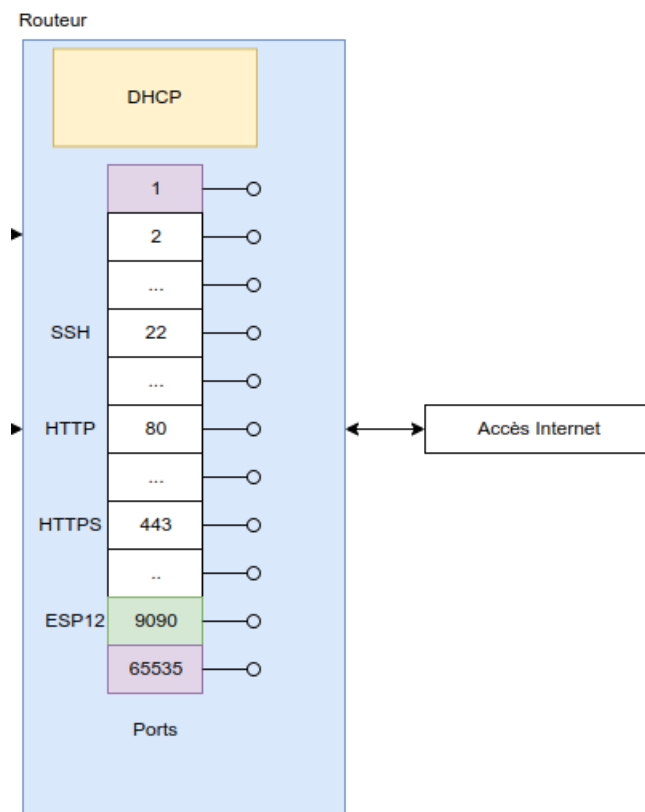 Routeur
DHCP
1
2
...
SSH 22
...
HTTP 80
Accès Internet
...
HTTPS 443
..
ESP12 9090
65535
Ports